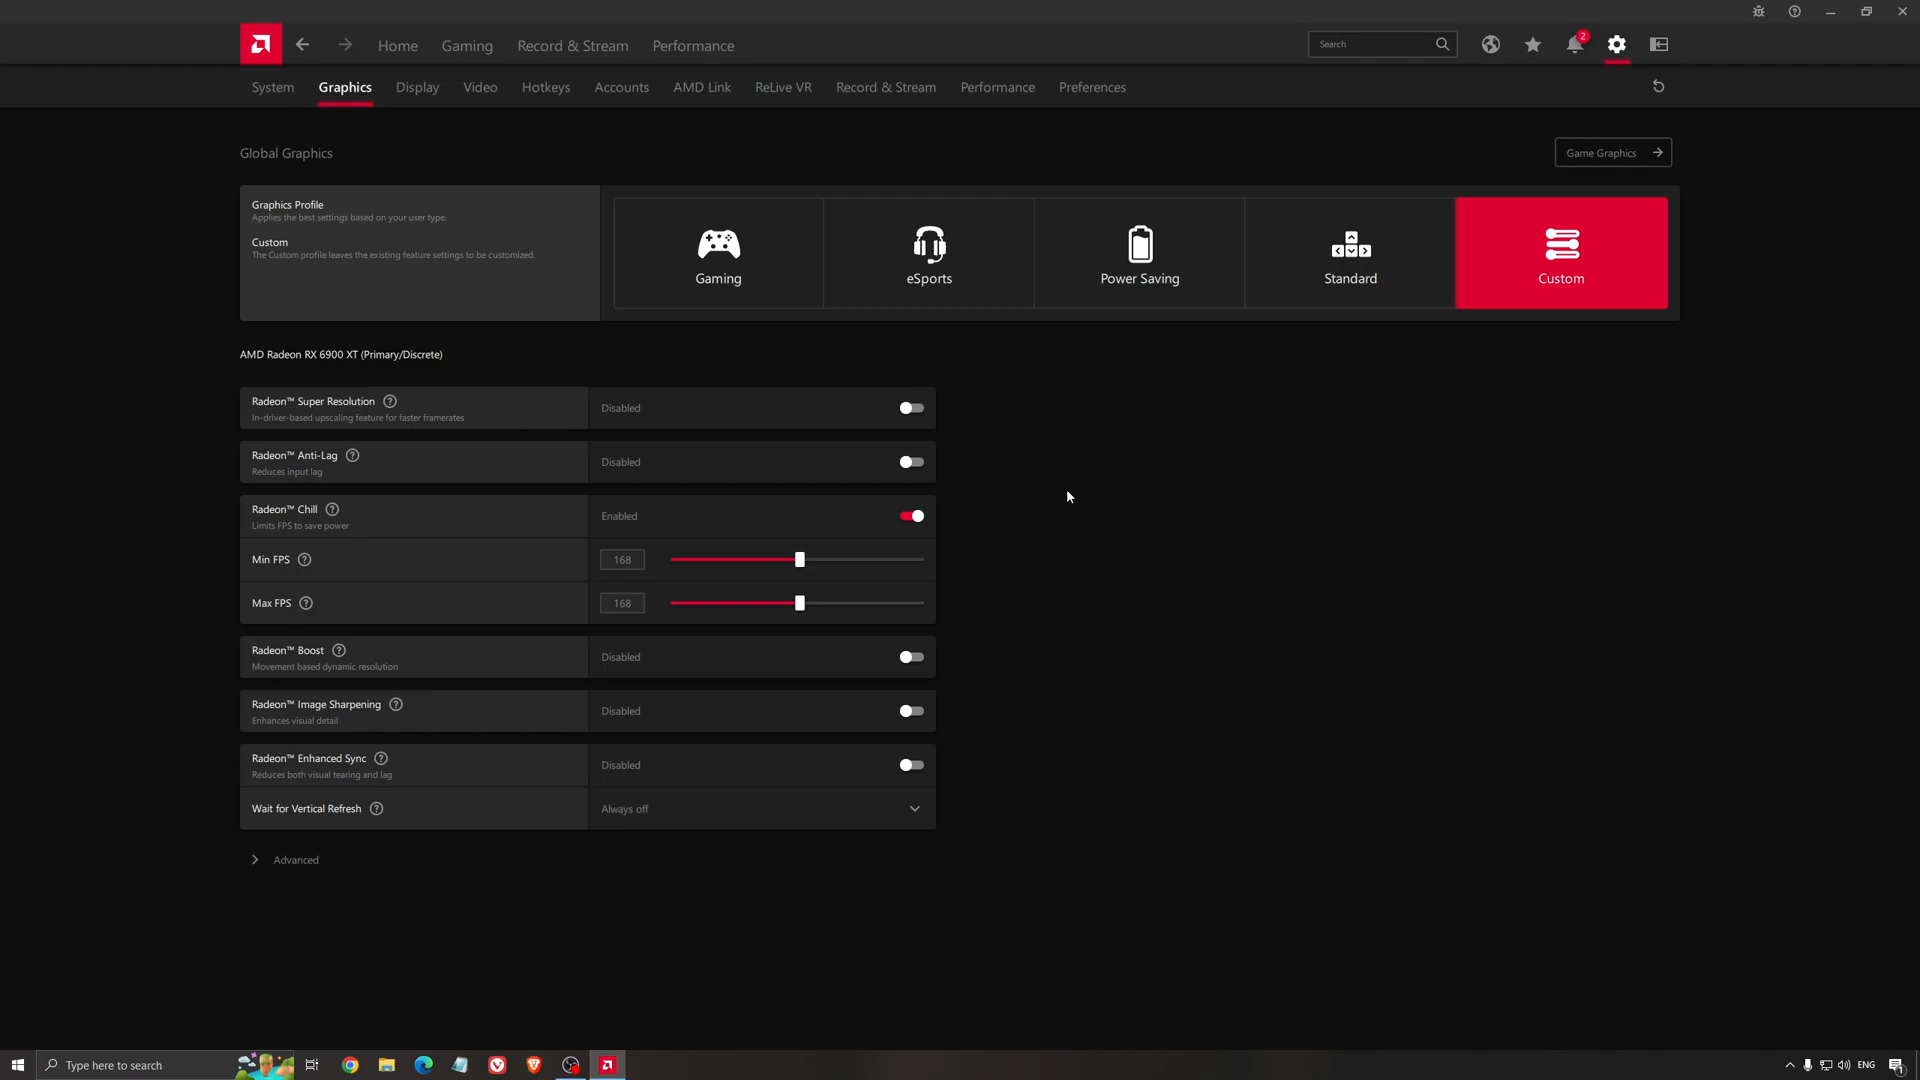 Home
Gaming
Record & Stream
Performance
Search
2
System
Graphics
Display
Video
Hotkeys
Accounts
AMD Link
ReLive VR
Record & Stream
Performance
Preferences
Global Graphics
Game Graphics
Graphics Profile
Applies the best settings based on your user type.
Custom
The Custom profile leaves the existing feature settings to be customized.
Gaming
eSports
Power Saving
Standard
Custom
AMD Radeon RX 6900 XT (Primary/Discrete)
Radeon™ Super Resolution
In-driver-based upscaling feature for faster framerates
Disabled
Radeon™ Anti-Lag
Reduces input lag
Disabled
Radeon™ Chill
Limits FPS to save power
Enabled
Min FPS
168
Max FPS
168
Radeon™ Boost
Movement based dynamic resolution
Disabled
Radeon™ Image Sharpening
Enhances visual detail
Disabled
Radeon™ Enhanced Sync
Reduces both visual tearing and lag
Disabled
Wait for Vertical Refresh
Always off
Advanced
Type here to search
ENG
1